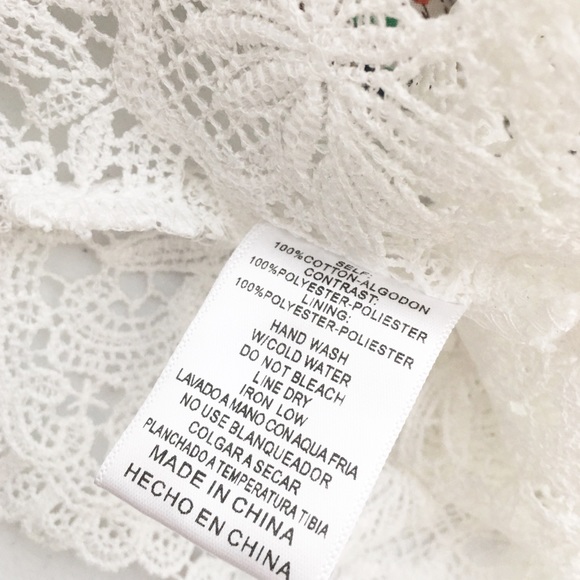 SELF:
100%COTTON-ALGODON
CONTRAST:
100%POLYESTER-POLIESTER
LINING:
100%POLYESTER-POLIESTER
HAND WASH
W/COLD WATER
DO NOT BLEACH
LINE DRY
IRON LOW
LAVADO A MANO CON AQUA FRIA
NO USE BLANQUEADOR
COLGAR A SECAR
PLANCHADO A TEMPERATURA TIBIA
MADE IN CHINA
HECHO EN CHINA